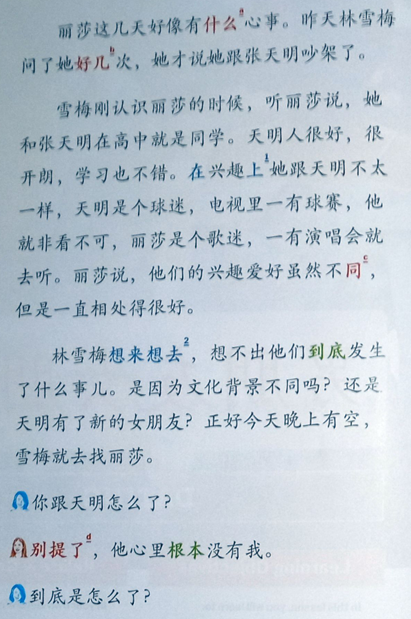 丽莎这几天好像有什么a心事。昨天林雪梅
问了她好几b次，她才说她跟张天明吵架了。
雪梅刚认识丽莎的时候，听丽莎说，她
和张天明在高中就是同学。天明人很好，很
开朗，学习也不错。在兴趣上1她跟天明不太
一样，天明是个球迷，电视里一有球赛，他
就非看不可，丽莎是个歌迷，一有演唱会就
去听。丽莎说，他们的兴趣爱好虽然不同c，
但是一直相处得很好。
林雪梅想来想去2，想不出他们到底发生
了什么事儿。是因为文化背景不同吗？还是
天明有了新的女朋友？正好今天晚上有空，
雪梅就去找丽莎。
你跟天明怎么了？
别提了d，他心里根本没有我。
到底是怎么了？